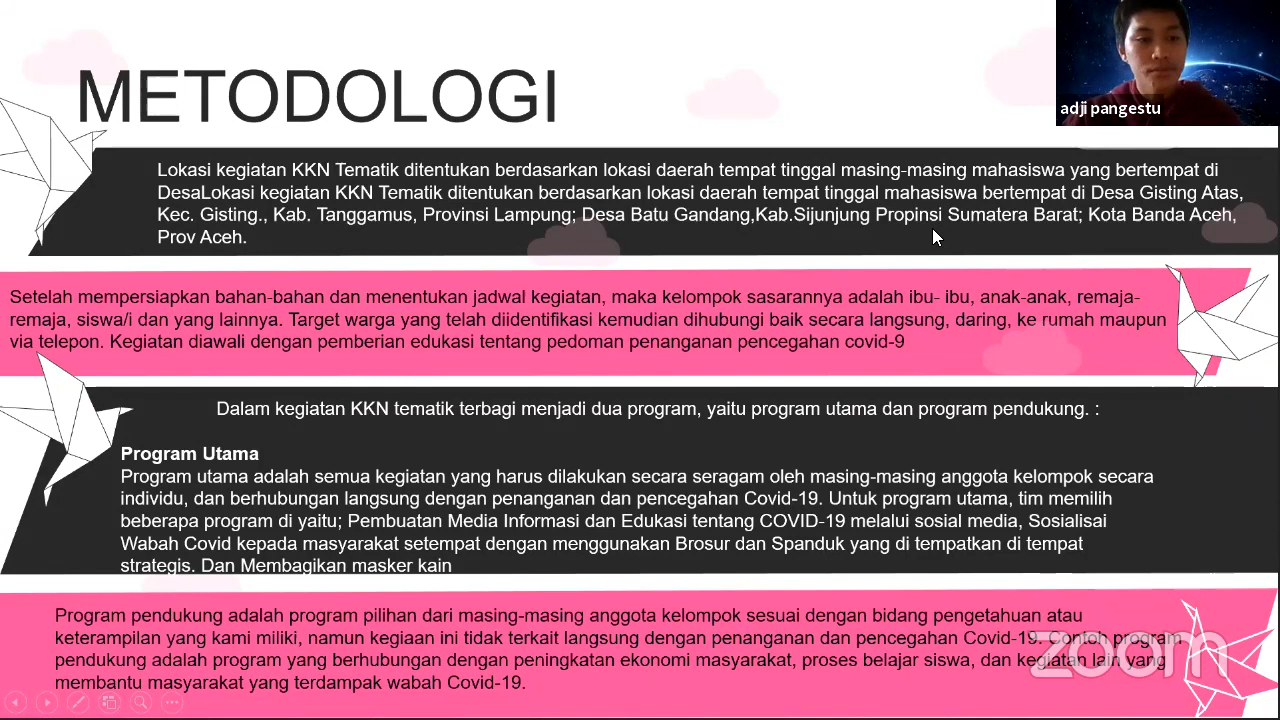 METODOLOGI
adji pangestu
Lokasi kegiatan KKN Tematik ditentukan berdasarkan lokasi daerah tempat tinggal masing-masing mahasiswa yang bertempat di
DesaLokasi kegiatan KKN Tematik ditentukan berdasarkan lokasi daerah tempat tinggal mahasiswa bertempat di Desa Gisting Atas,
Kec. Gisting., Kab. Tanggamus, Provinsi Lampung; Desa Batu Gandang,Kab.Sijunjung Propinsi Sumatera Barat; Kota Banda Aceh,
Prov Aceh.
Setelah mempersiapkan bahan-bahan dan menentukan jadwal kegiatan, maka kelompok sasarannya adalah ibu- ibu, anak-anak, remaja-
remaja, siswa/i dan yang lainnya. Target warga yang telah diidentifikasi kemudian dihubungi baik secara langsung, daring, ke rumah maupun
via telepon. Kegiatan diawali dengan pemberian edukasi tentang pedoman penanganan pencegahan covid-9
Dalam kegiatan KKN tematik terbagi menjadi dua program, yaitu program utama dan program pendukung. :
Program Utama
Program utama adalah semua kegiatan yang harus dilakukan secara seragam oleh masing-masing anggota kelompok secara
individu, dan berhubungan langsung dengan penanganan dan pencegahan Covid-19. Untuk program utama, tim memilih
beberapa program di yaitu; Pembuatan Media Informasi dan Edukasi tentang COVID-19 melalui sosial media, Sosialisai
Wabah Covid kepada masyarakat setempat dengan menggunakan Brosur dan Spanduk yang di tempatkan di tempat
strategis. Dan Membagikan masker kain
Program pendukung adalah program pilihan dari masing-masing anggota kelompok sesuai dengan bidang pengetahuan atau
keterampilan yang kami miliki, namun kegiaan ini tidak terkait langsung dengan penanganan dan pencegahan Covid-19. Contoh program
pendukung adalah program yang berhubungan dengan peningkatan ekonomi masyarakat, proses belajar siswa, dan kegiatan lain yang
membantu masyarakat yang terdampak wabah Covid-19.
zoom